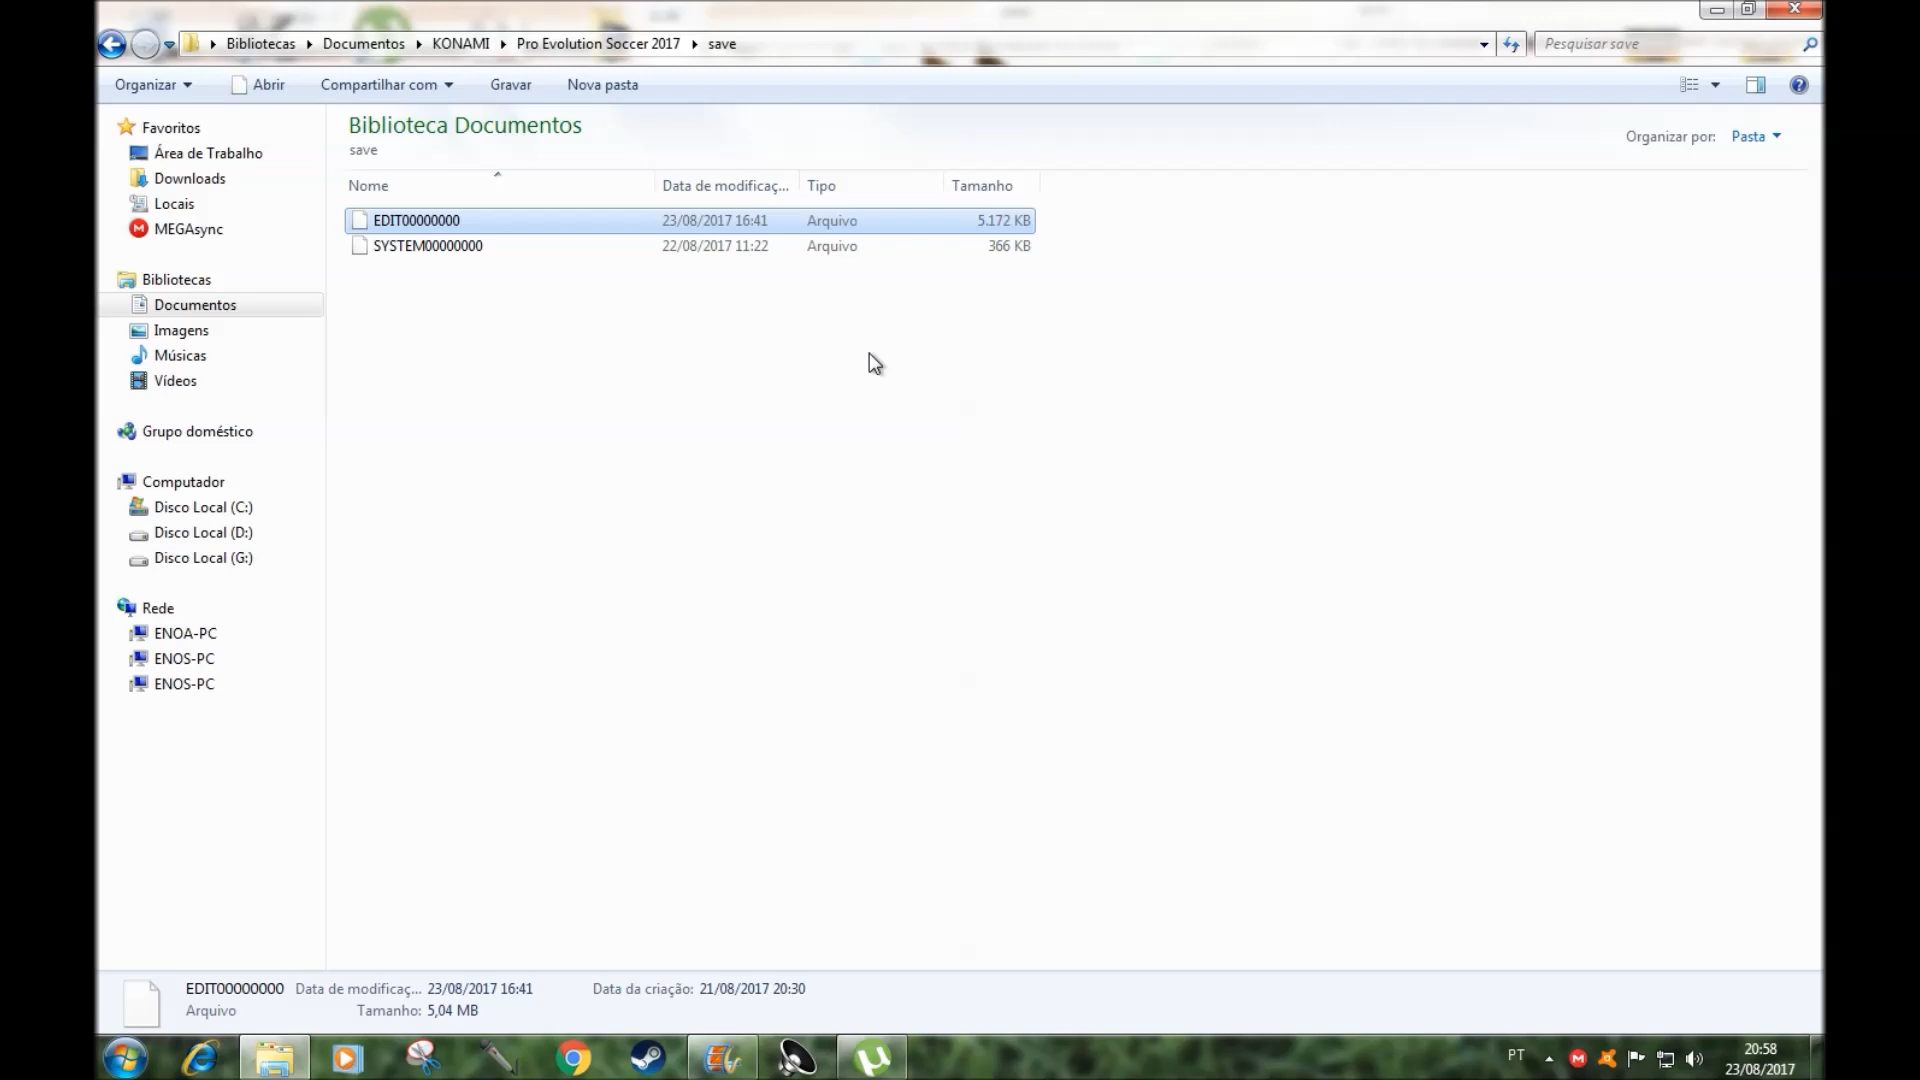 Bibliotecas Documentos KONAMI Pro Evolution Soccer 2017 save
Pesquisar save
Organizar Abrir Compartilhar com Gravar Nova pasta
Favoritos
Área de Trabalho
Downloads
Locais
MEGAsync
Bibliotecas
Documentos
Imagens
Músicas
Vídeos
Grupo doméstico
Computador
Disco Local (C:)
Disco Local (D:)
Disco Local (G:)
Rede
ENOA-PC
ENOS-PC
ENOS-PC
Biblioteca Documentos
save
Organizar por: Pasta
Nome Data de modificaç... Tipo Tamanho
EDIT00000000 23/08/2017 16:41 Arquivo 5.172 KB
SYSTEM00000000 22/08/2017 11:22 Arquivo 366 KB
EDIT00000000 Data de modificaç... 23/08/2017 16:41 Data da criação: 21/08/2017 20:30
Arquivo Tamanho: 5,04 MB
PT
20:58
23/08/2017